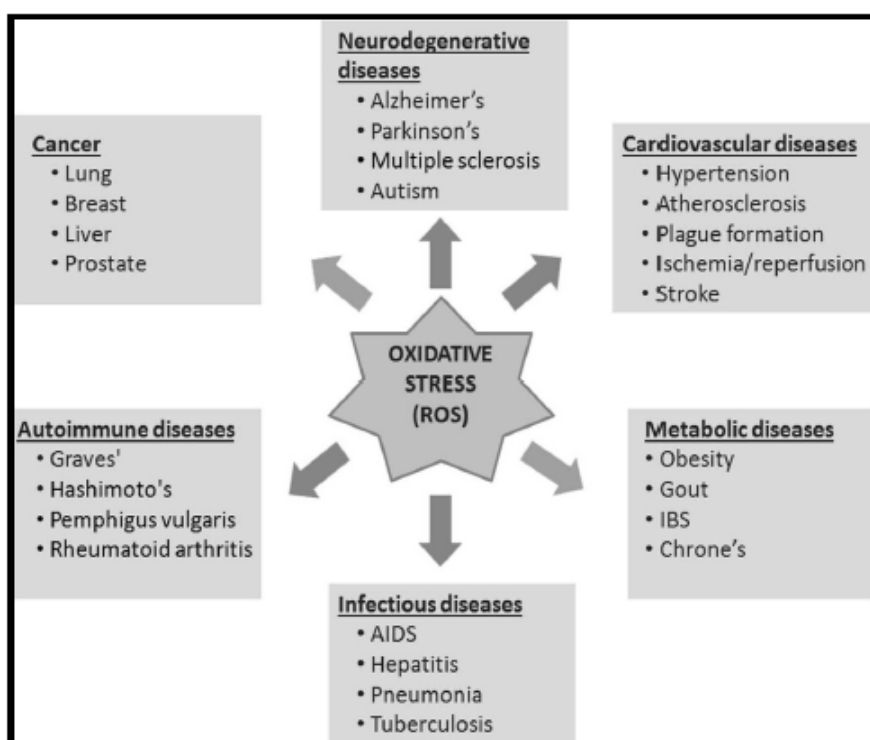 Neurodegenerative
diseases
• Alzheimer's
• Parkinson's
• Multiple sclerosis
• Autism
Cancer
• Lung
• Breast
• Liver
• Prostate
Cardiovascular diseases
• Hypertension
• Atherosclerosis
• Plague formation
• Ischemia/reperfusion
• Stroke
OXIDATIVE
STRESS
(ROS)
Autoimmune diseases
• Graves'
• Hashimoto's
• Pemphigus vulgaris
• Rheumatoid arthritis
Metabolic diseases
• Obesity
• Gout
• IBS
• Chrone's
Infectious diseases
• AIDS
• Hepatitis
• Pneumonia
• Tuberculosis